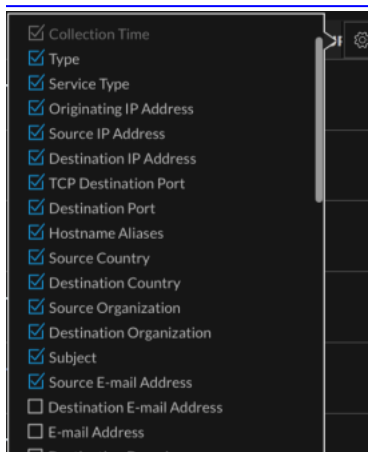 Collection Time
Type
Service Type
Originating IP Address
Source IP Address
Destination IP Address
TCP Destination Port
Destination Port
Hostname Aliases
Source Country
Destination Country
Source Organization
Destination Organization
Subject
Source E-mail Address
Destination E-mail Address
E-mail Address